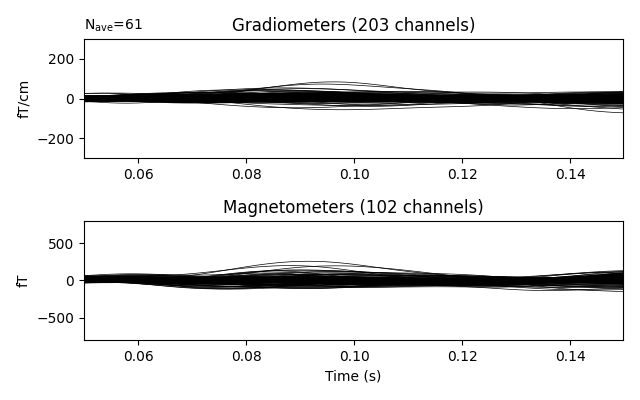 N_ave=61
Gradiometers (203 channels)
fT/cm
200
0
−200
0.06 0.08 0.10 0.12 0.14
Magnetometers (102 channels)
fT
500
0
−500
0.06 0.08 0.10 0.12 0.14
Time (s)